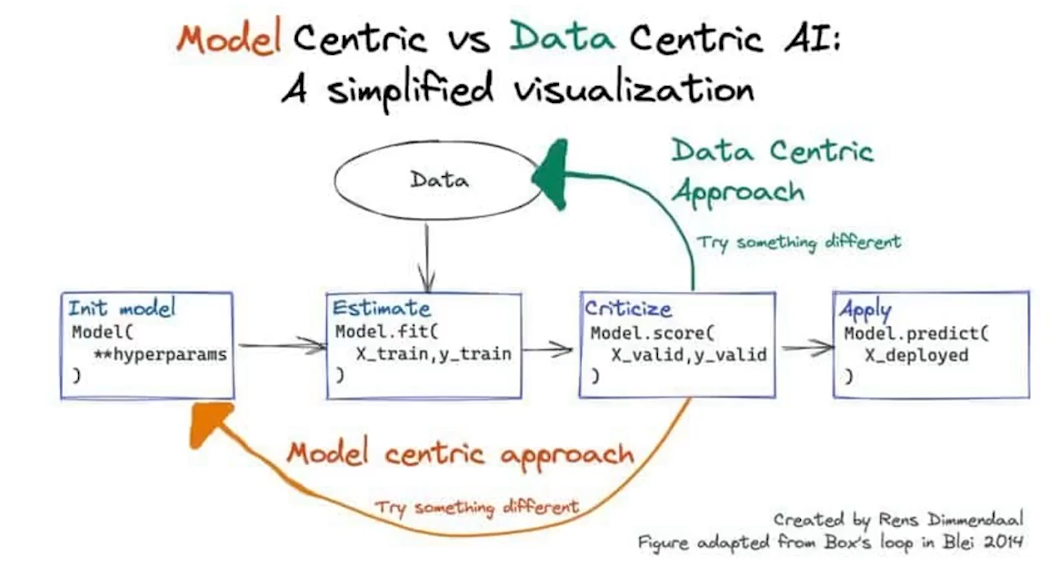 Model Centric vs Data Centric AI:
A simplified visualization
Data
Data Centric
Approach
Try something different
Init model
Model(
**hyperparams
)
Estimate
Model.fit(
X_train,y_train
)
Criticize
Model.score(
X_valid,y_valid
)
Apply
Model.predict(
X_deployed
)
Model centric approach
Try something different
Created by Rens Dimmendaal
Figure adapted from Box's loop in Blei 2014